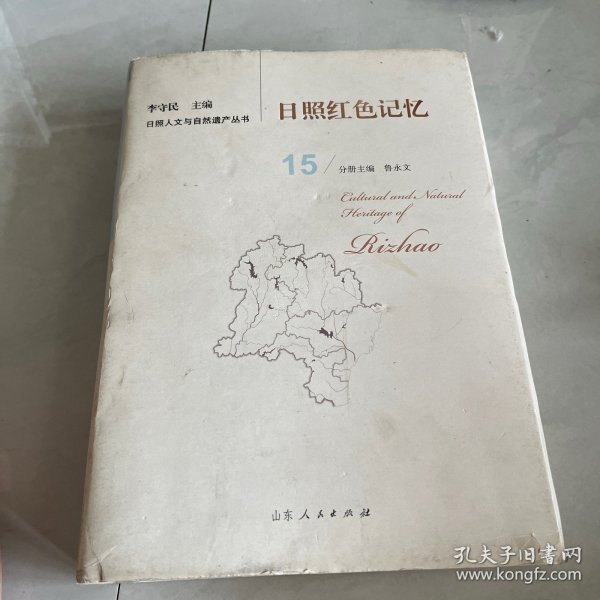 李守民 主编
日照人文与自然遗产丛书
日照红色记忆
15/分册主编 鲁永文
Cultural and Natural
Heritage of
Rizhao
山东人民出版社
孔夫子旧书网
www.kongfz.com